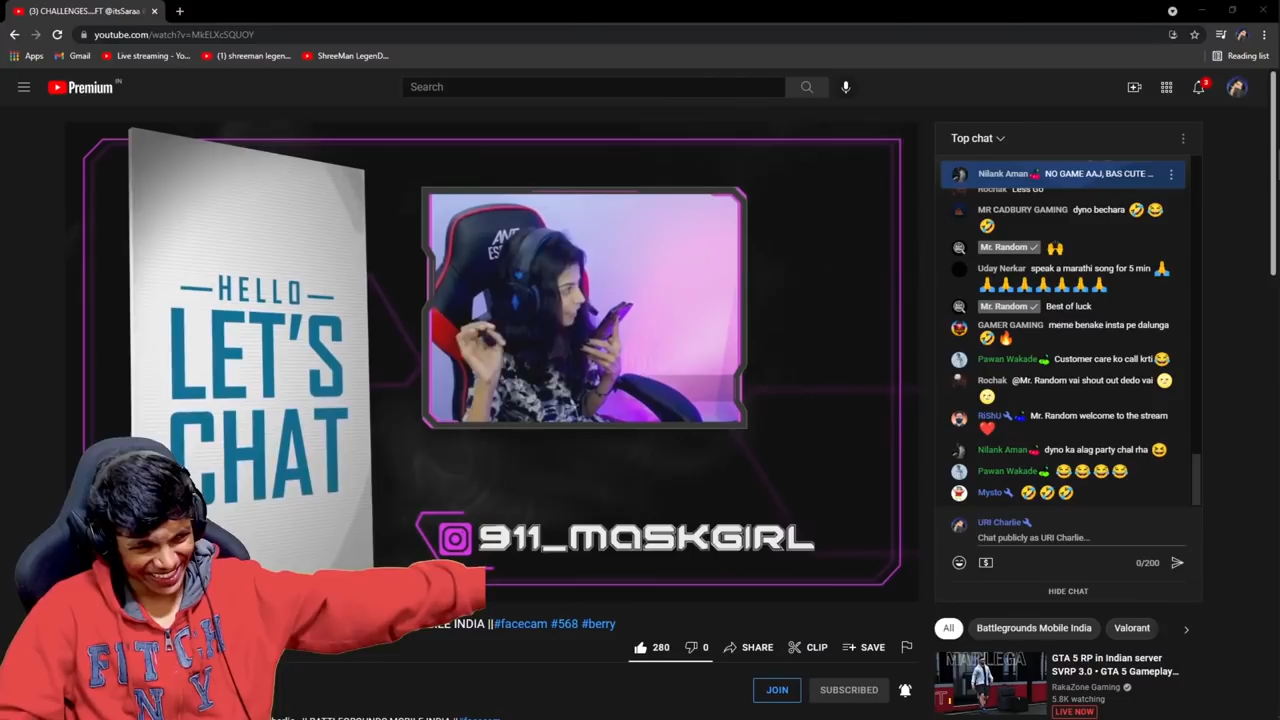 (3) CHALLENGES....FT @itsSaraa
youtube.com/watch?v=MkELXcSQUOY
Apps
Gmail
Live streaming - Yo...
(1) shreeman legen...
ShreeMan LegenD...
Reading list
Premium
IN
Search
3
HELLO
LET'S
CHAT
ANT
ES
911_MASKGIRL
Top chat
Nilank Aman NO GAME AAJ, BAS CUTE ...
Rochak Less Go
MR CADBURY GAMING dyno bechara 🤣😂
🤣
Mr. Random ✓ 🙌
Uday Nerkar speak a marathi song for 5 min 🙏
🙏🙏🙏🙏🙏🙏
Mr. Random ✓ Best of luck
GAMER GAMING meme benake insta pe dalunga
🤣🔥
Pawan Wakade Customer care ko call krti😂
Rochak @Mr. Random vai shout out dedo vai 🌝
🌝
RiShU Mr. Random welcome to the stream
❤️
Nilank Aman dyno ka alag party chal rha 😆
Pawan Wakade 😂😂😂😂
Mysto 🤣🤣🤣
URI Charlie
Chat publicly as URI Charlie...
0/200
HIDE CHAT
INDIA ||#facecam #568 #berry
280
0
SHARE
CLIP
SAVE
JOIN
SUBSCRIBED
All
Battlegrounds Mobile India
Valorant
GTA 5 RP in Indian server
SVRP 3.0 • GTA 5 Gameplay...
RakaZone Gaming
5.8K watching
LIVE NOW
FITCH
NY